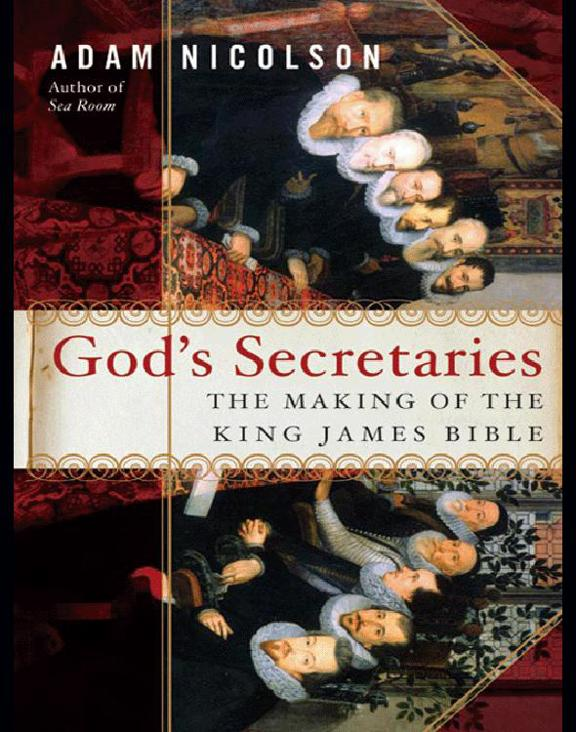 ADAM NICOLSON
Author of
Sea Room
God's Secretaries
THE MAKING OF THE
KING JAMES BIBLE